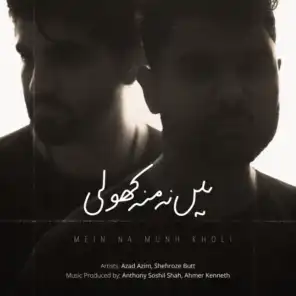 میں نہ منہ کھولی
MEIN NA MUNH KHOLI
Artists: Azad Azim, Shehroze Butt
Music Produced by: Anthony Soshil Shah, Ahmer Kenneth